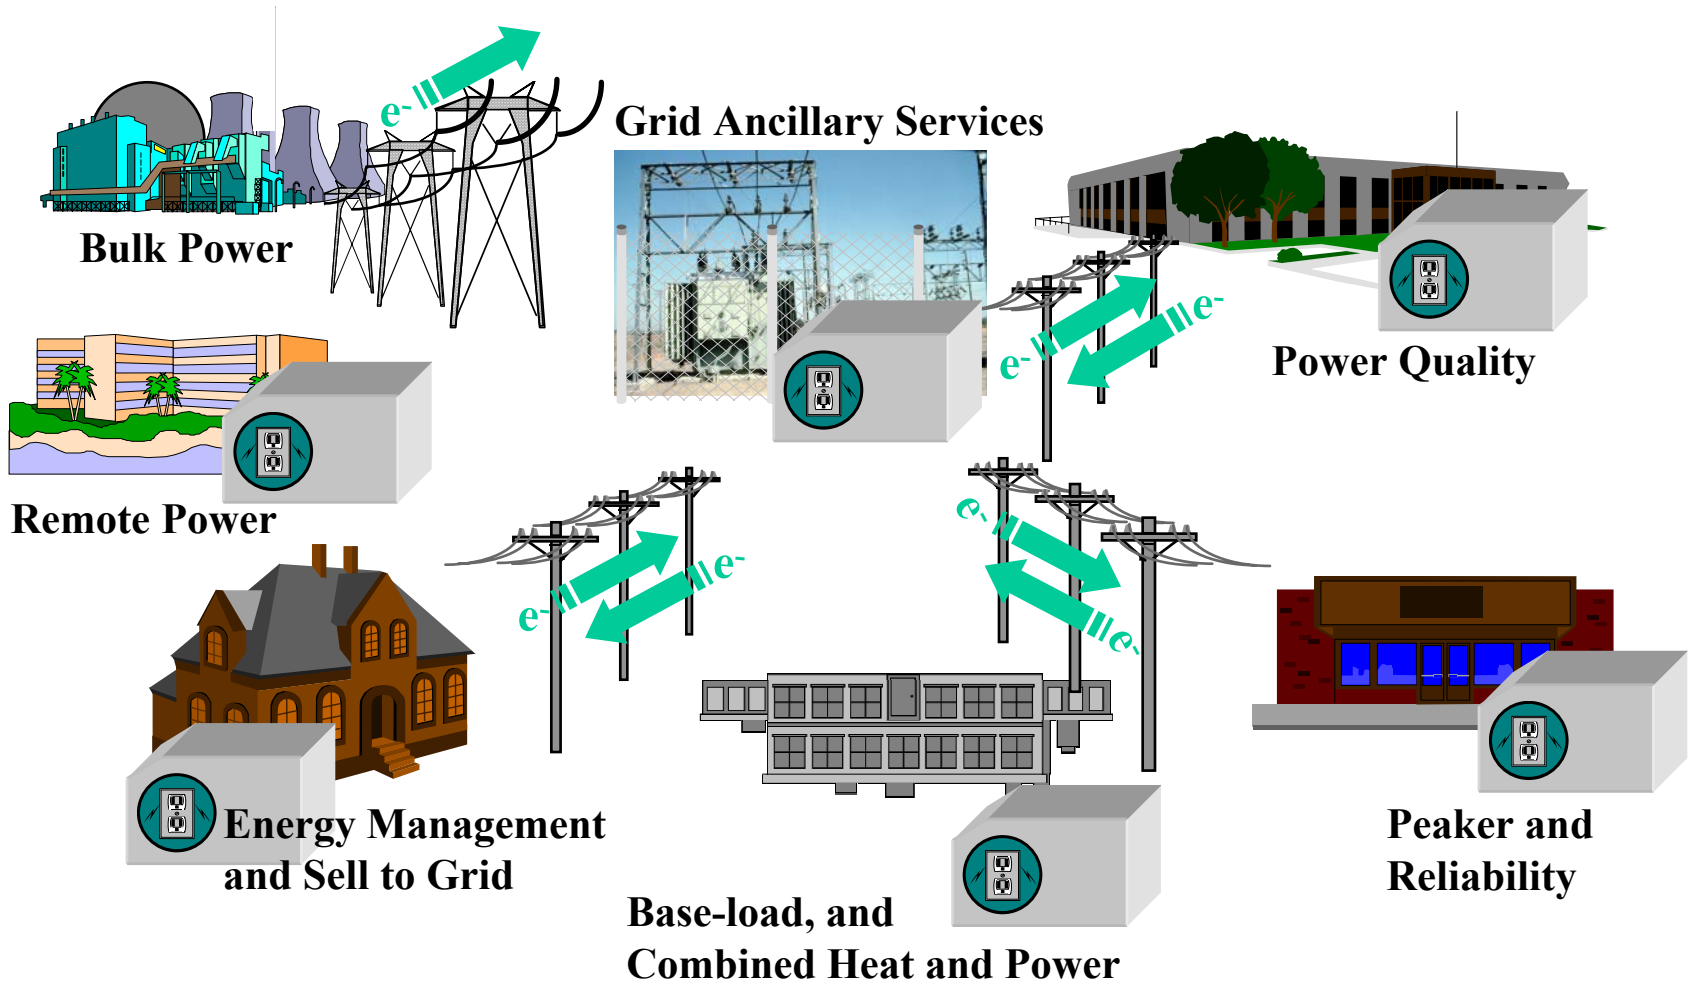 e-
Grid Ancillary Services
Bulk Power
e-
e-
Power Quality
Remote Power
e-
e-
e-
e-
Energy Management
and Sell to Grid
Peaker and
Reliability
Base-load, and
Combined Heat and Power